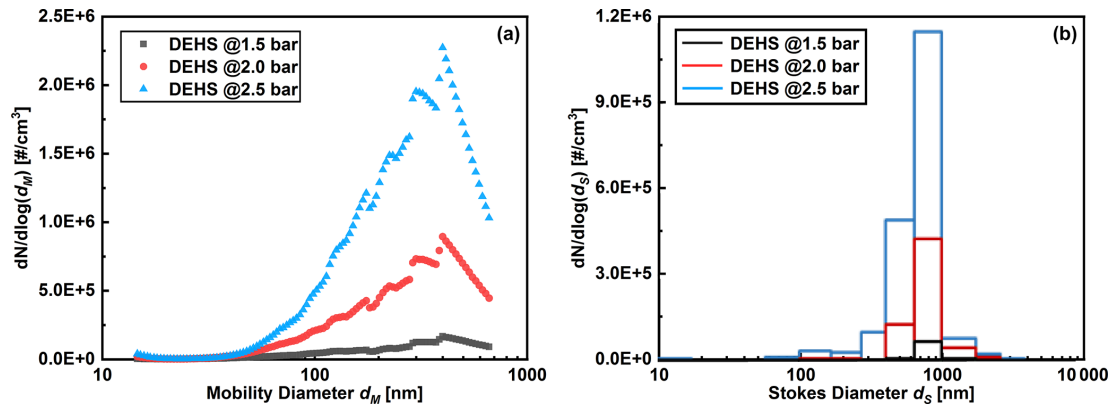 (a)
DEHS @1.5 bar
DEHS @2.0 bar
DEHS @2.5 bar
dN/dlog(d_M) [#/cm³]
2.5E+6
2.0E+6
1.5E+6
1.0E+6
5.0E+5
0.0E+0
10 100 1000
Mobility Diameter d_M [nm]
(b)
DEHS @1.5 bar
DEHS @2.0 bar
DEHS @2.5 bar
dN/dlog(d_S) [#/cm³]
1.2E+6
9.0E+5
6.0E+5
3.0E+5
0.0E+0
10 100 1000 10 000
Stokes Diameter d_S [nm]